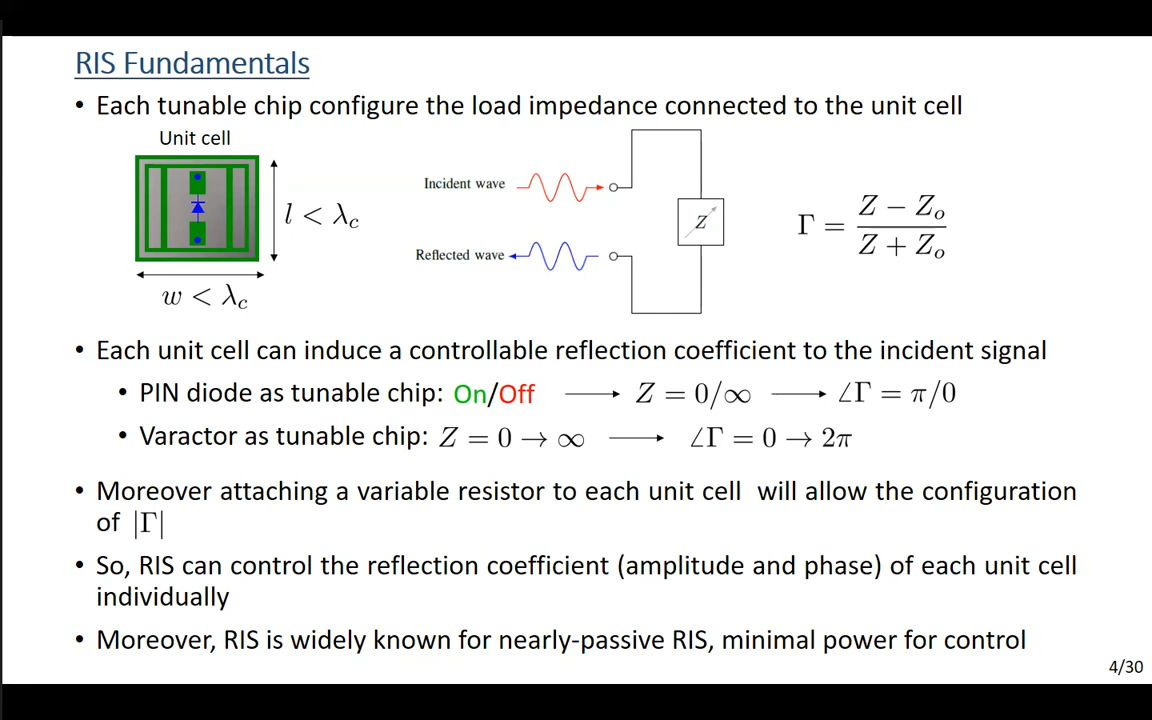 RIS Fundamentals
• Each tunable chip configure the load impedance connected to the unit cell
Unit cell
l < λc
w < λc
Incident wave
Reflected wave
Z
Γ = (Z − Zo) / (Z + Zo)
• Each unit cell can induce a controllable reflection coefficient to the incident signal
• PIN diode as tunable chip: On/Off ⟶ Z = 0/∞ ⟶ ∠Γ = π/0
• Varactor as tunable chip: Z = 0 → ∞ ⟶ ∠Γ = 0 → 2π
• Moreover attaching a variable resistor to each unit cell will allow the configuration
of |Γ|
• So, RIS can control the reflection coefficient (amplitude and phase) of each unit cell
individually
• Moreover, RIS is widely known for nearly-passive RIS, minimal power for control
4/30